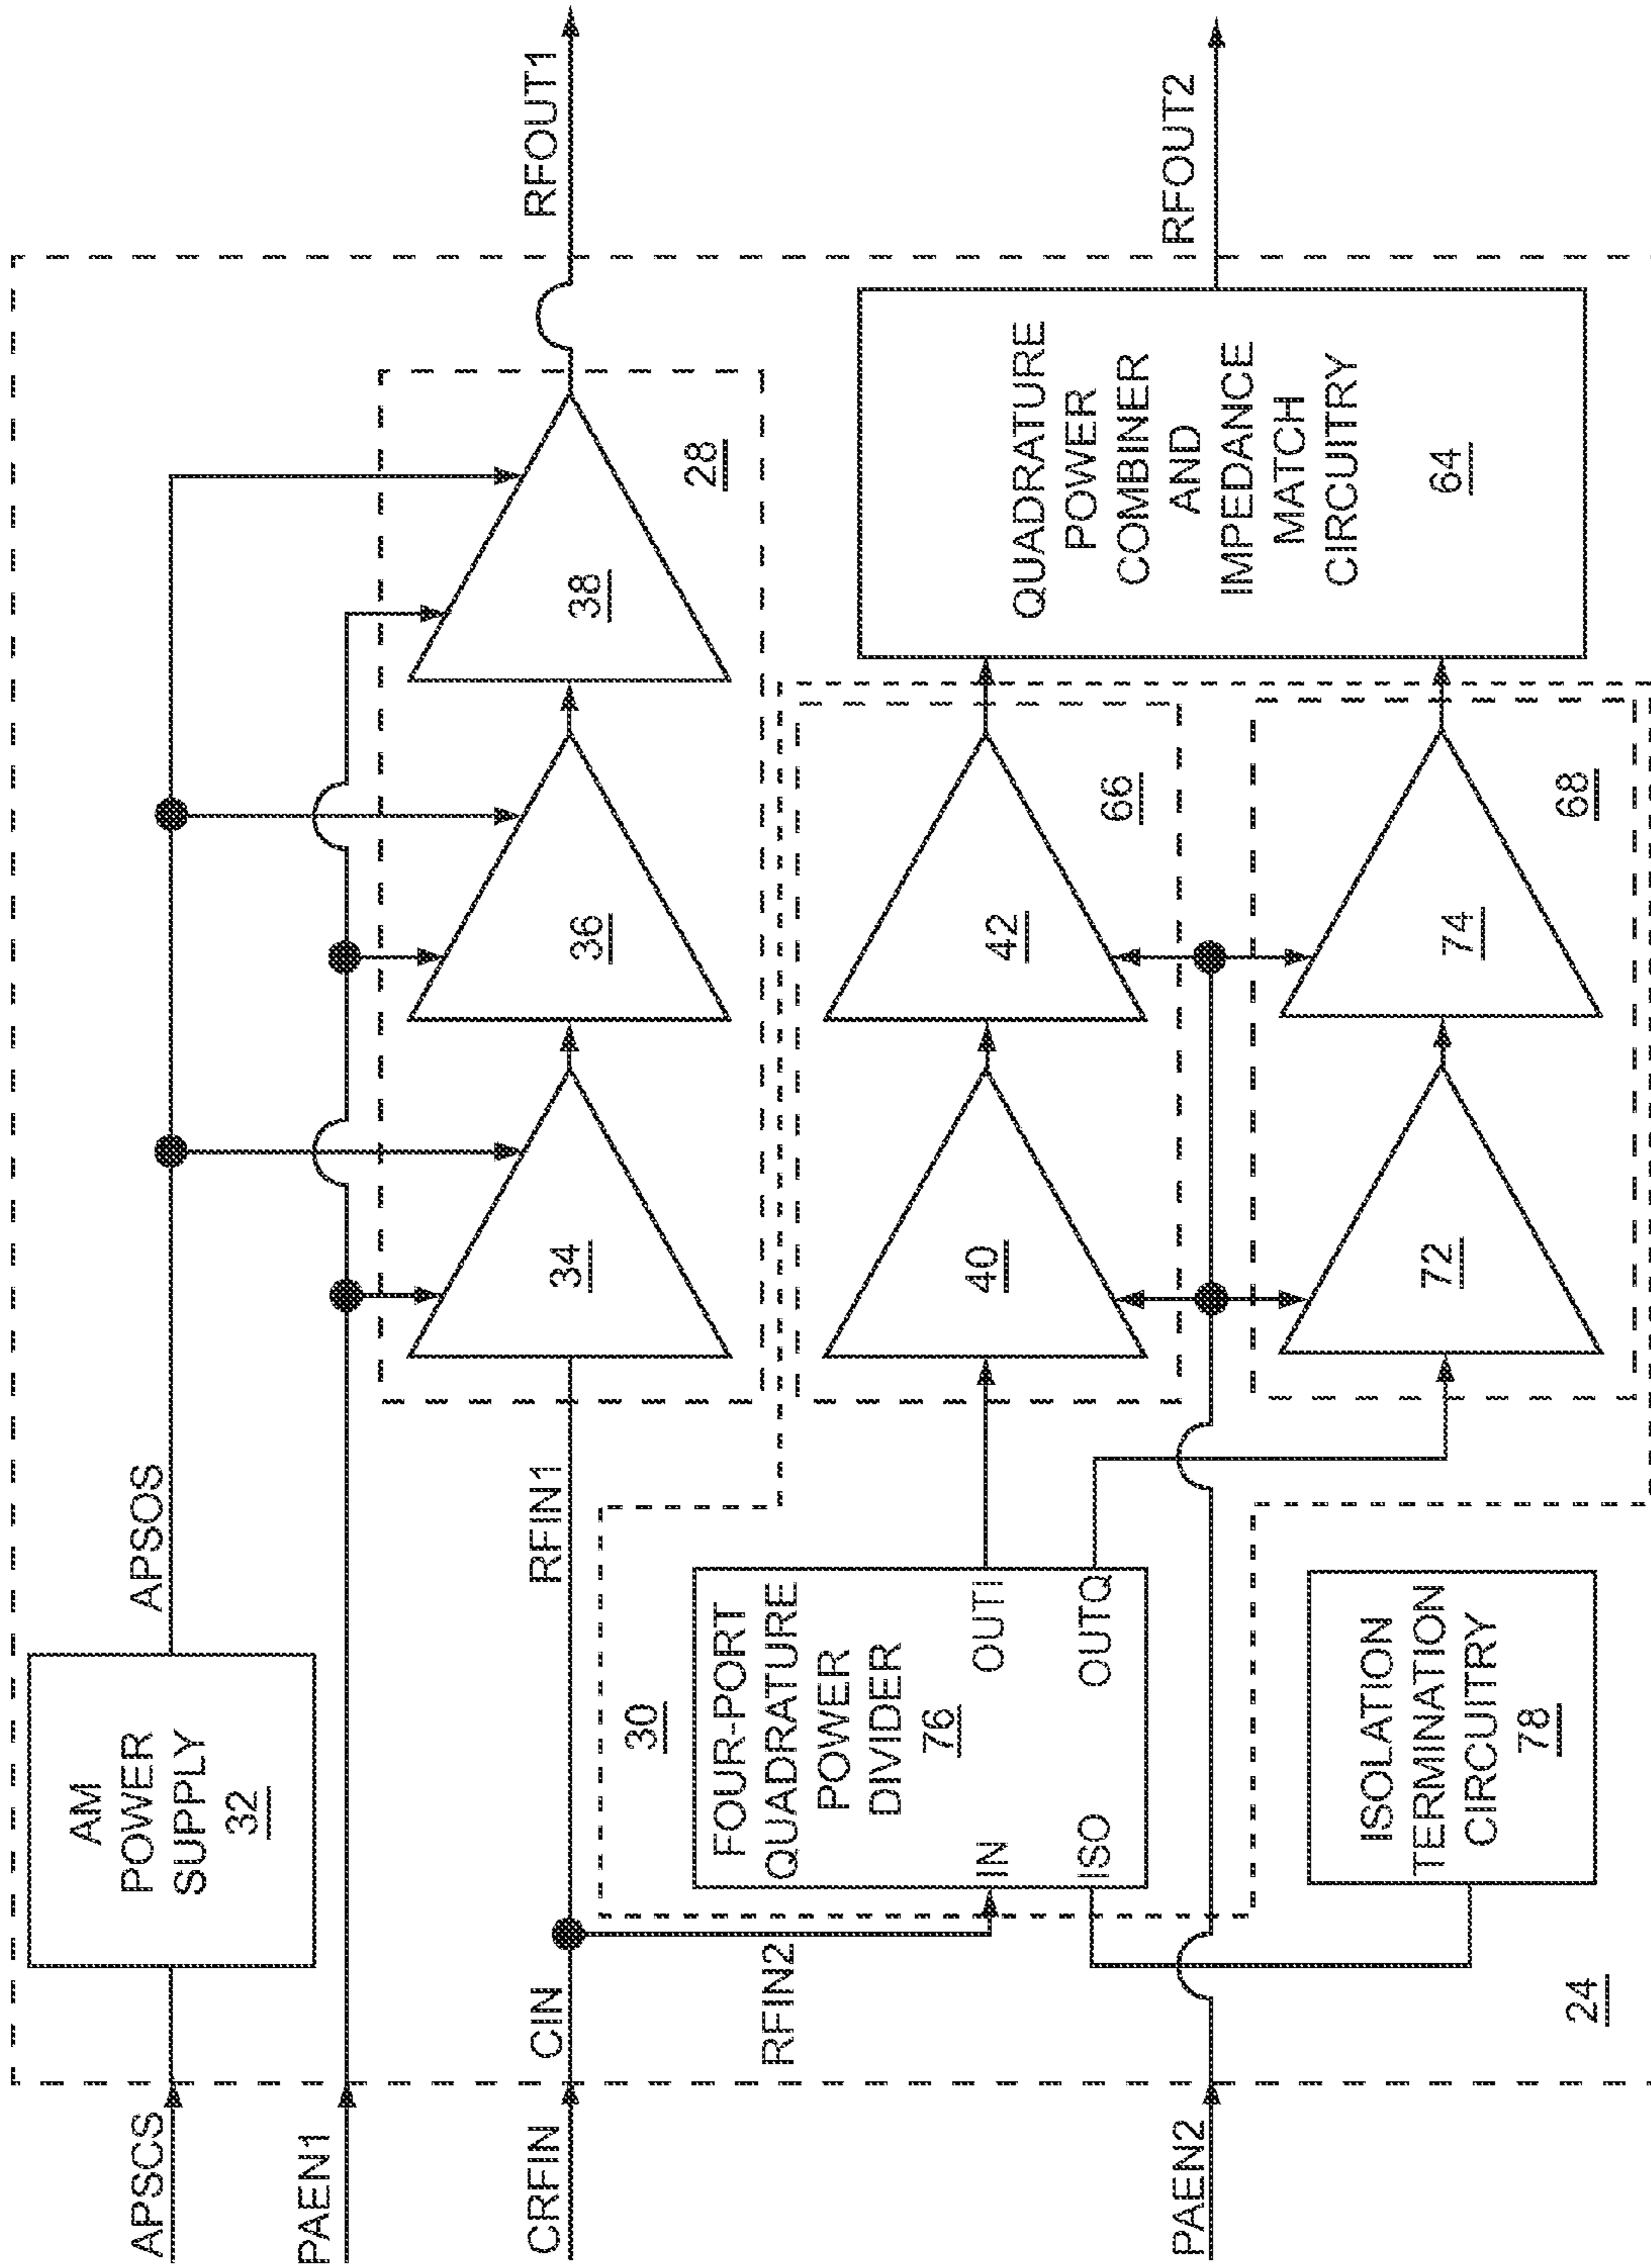 APSCS
AM
POWER
SUPPLY
32
APSOS
PAEN1
CRFIN
CIN
RFIN1
34
36
38
28
RFOUT1
RFIN2
30
FOUR-PORT
QUADRATURE
POWER
DIVIDER
76
IN
OUTI
ISO
OUTQ
40
42
66
QUADRATURE
POWER
COMBINER
AND
IMPEDANCE
MATCH
CIRCUITRY
64
RFOUT2
PAEN2
ISOLATION
TERMINATION
CIRCUITRY
78
72
74
68
24